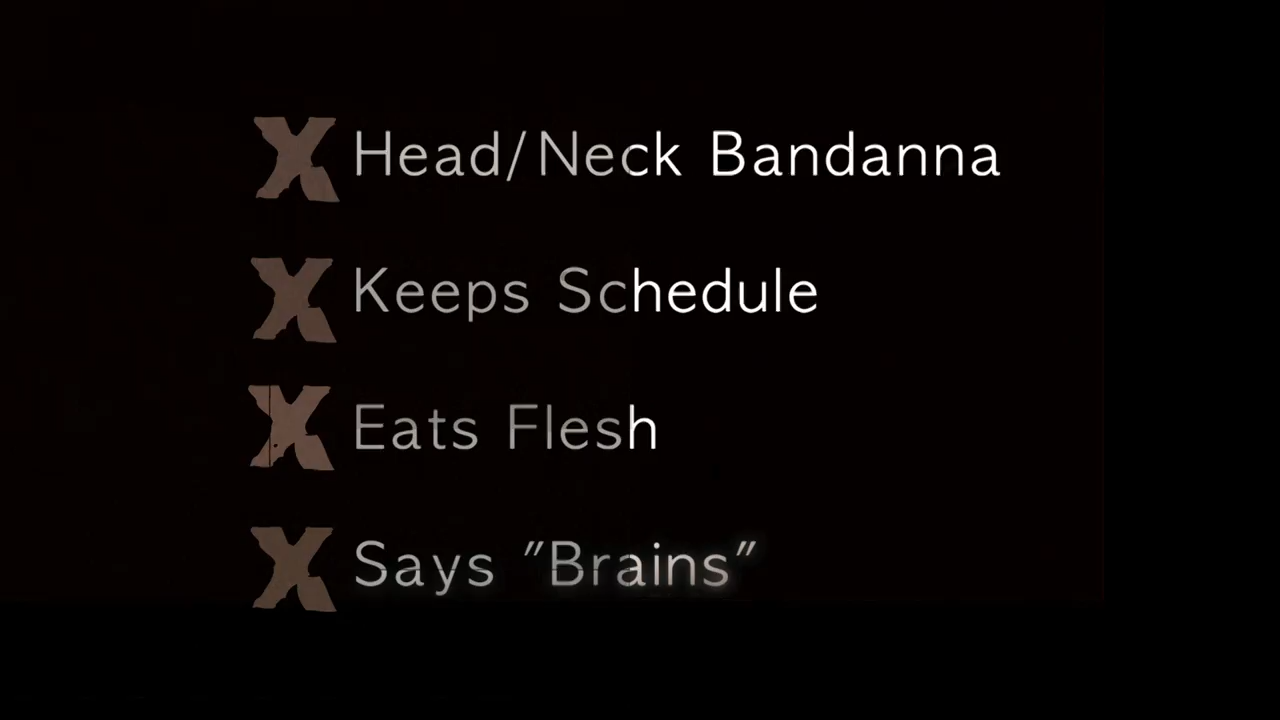 X Head/Neck Bandanna
X Keeps Schedule
X Eats Flesh
X Says "Brains"